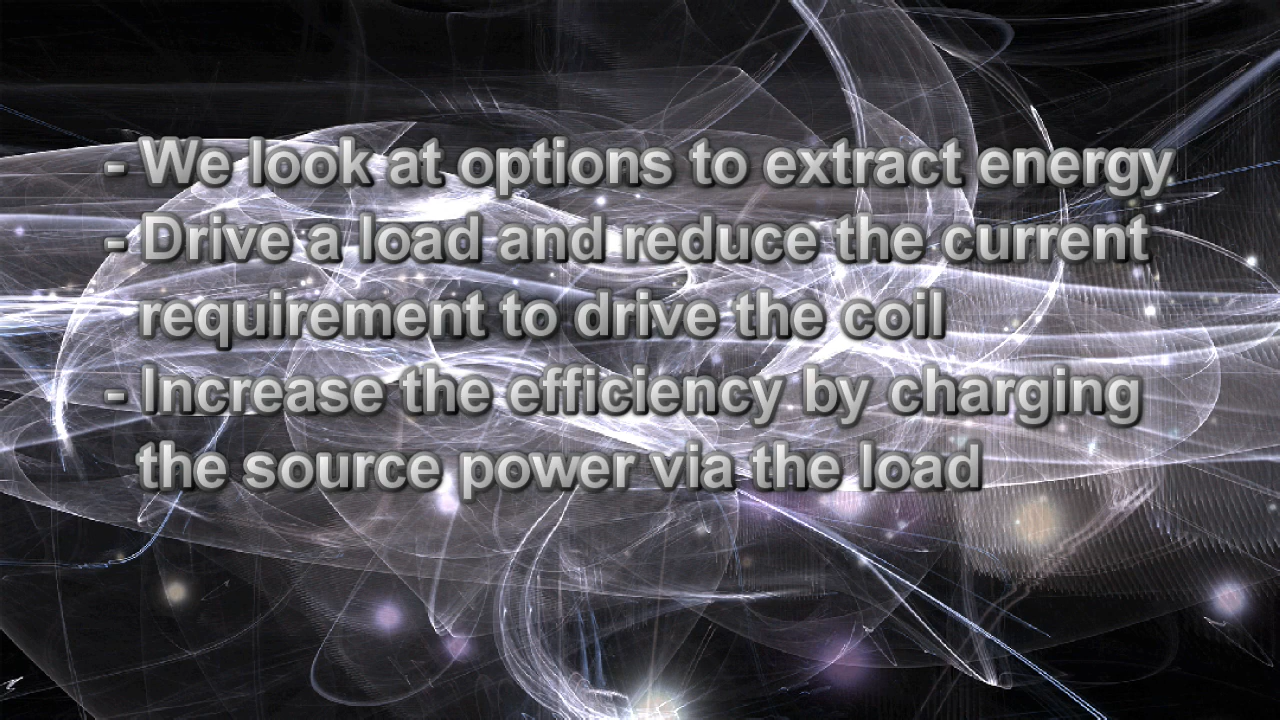 - We look at options to extract energy
- Drive a load and reduce the current
requirement to drive the coil
- Increase the efficiency by charging
the source power via the load